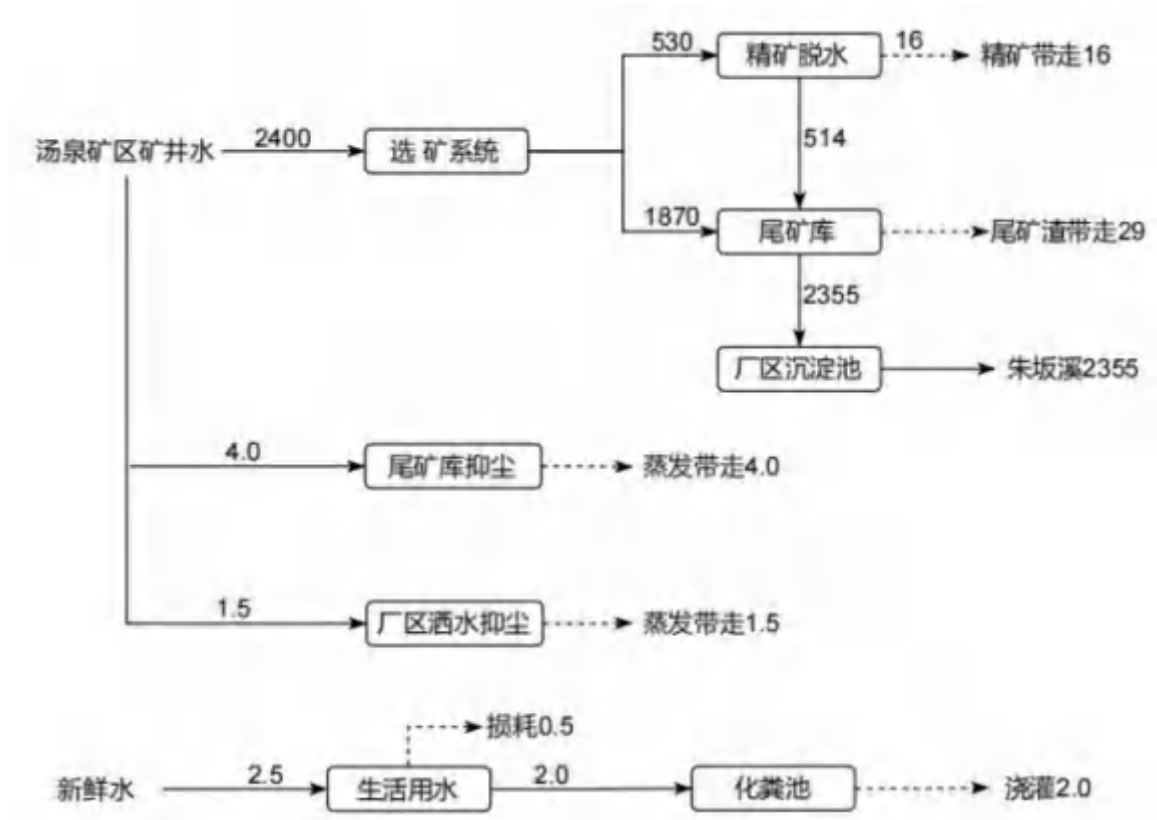 530
精矿脱水
16
精矿带走16
汤泉矿区矿井水
2400
选 矿系统
514
1870
尾矿库
尾矿渣带走29
2355
厂区沉淀池
朱坂溪2355
4.0
尾矿库抑尘
蒸发带走4.0
1.5
厂区洒水抑尘
蒸发带走1.5
损耗0.5
新鲜水
2.5
生活用水
2.0
化粪池
浇灌2.0